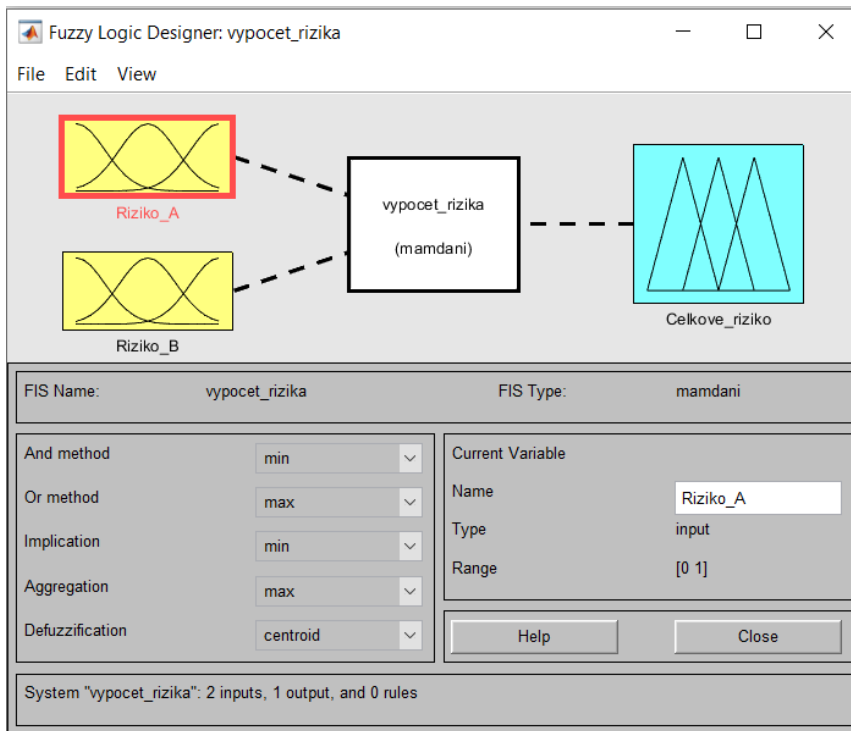 Fuzzy Logic Designer: vypocet_rizika
File Edit View
Riziko_A
Riziko_B
vypocet_rizika
(mamdani)
Celkove_riziko
FIS Name: vypocet_rizika FIS Type: mamdani
And method min
Or method max
Implication min
Aggregation max
Defuzzification centroid
Current Variable
Name Riziko_A
Type input
Range [0 1]
Help Close
System "vypocet_rizika": 2 inputs, 1 output, and 0 rules